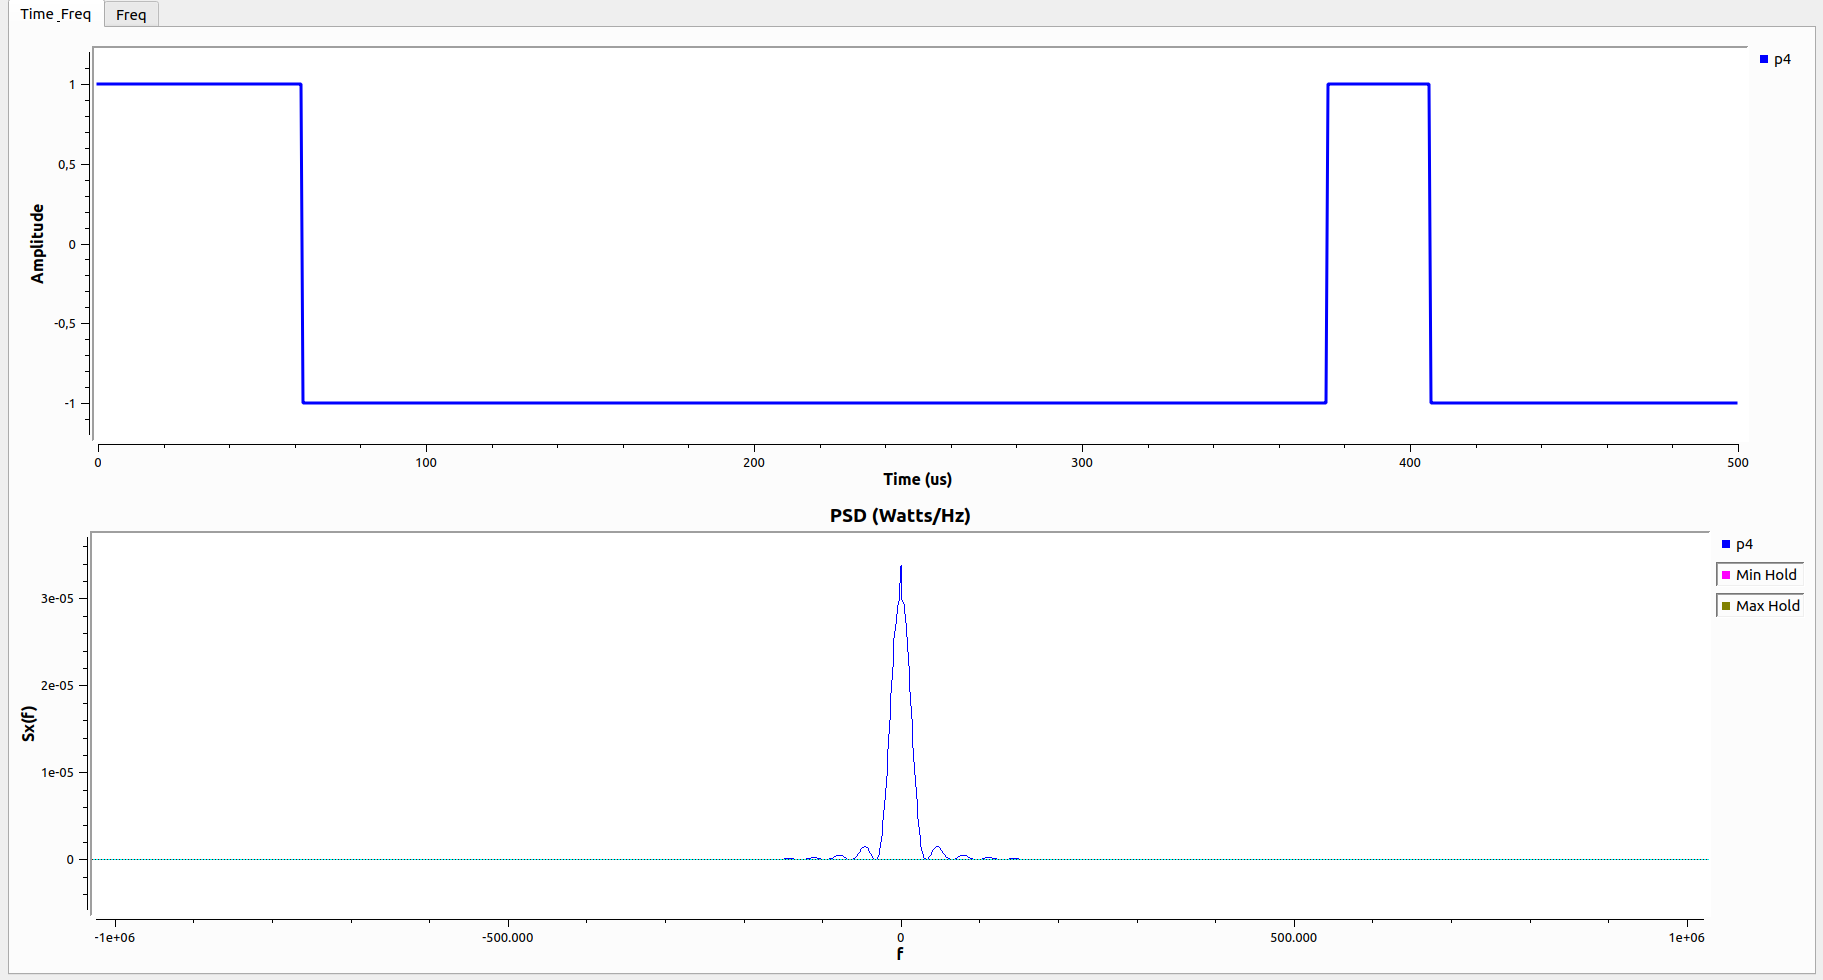 Time_Freq
Freq
p4
1
0,5
0
-0,5
-1
Amplitude
0
100
200
300
400
500
Time (us)
PSD (Watts/Hz)
p4
Min Hold
Max Hold
3e-05
2e-05
1e-05
0
Sx(f)
-1e+06
-500.000
0
500.000
1e+06
f